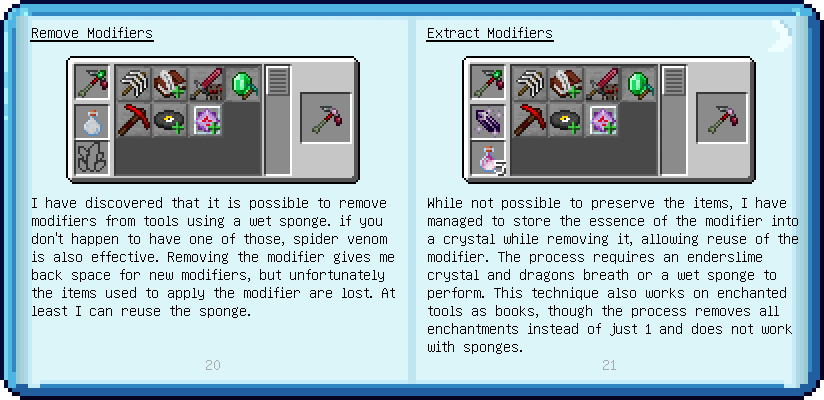 Remove Modifiers
I have discovered that it is possible to remove
modifiers from tools using a wet sponge. if you
don't happen to have one of those, spider venom
is also effective. Removing the modifier gives me
back space for new modifiers, but unfortunately
the items used to apply the modifier are lost. At
least I can reuse the sponge.
20
Extract Modifiers
5
While not possible to preserve the items, I have
managed to store the essence of the modifier into
a crystal while removing it, allowing reuse of the
modifier. The process requires an enderslime
crystal and dragons breath or a wet sponge to
perform. This technique also works on enchanted
tools as books, though the process removes all
enchantments instead of just 1 and does not work
with sponges.
21